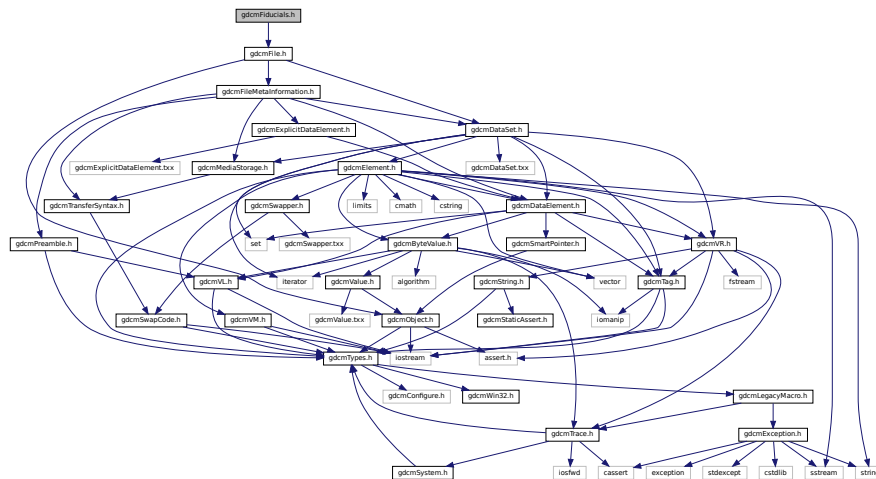 gdcmFiducials.h
gdcmFile.h
gdcmFileMetaInformation.h
gdcmExplicitDataElement.h gdcmDataSet.h
gdcmExplicitDataElement.txx gdcmMediaStorage.h gdcmElement.h gdcmDataSet.txx
gdcmTransferSyntax.h gdcmSwapper.h limits cmath cstring gdcmDataElement.h
gdcmPreamble.h set gdcmSwapper.txx gdcmByteValue.h gdcmSmartPointer.h gdcmVR.h
gdcmVL.h iterator gdcmValue.h algorithm gdcmString.h vector gdcmTag.h fstream
gdcmSwapCode.h gdcmVM.h gdcmValue.txx gdcmObject.h gdcmStaticAssert.h iomanip
gdcmTypes.h iostream assert.h
gdcmConfigure.h gdcmWin32.h gdcmLegacyMacro.h
gdcmTrace.h gdcmException.h
gdcmSystem.h iosfwd cassert exception stdexcept cstdlib sstream